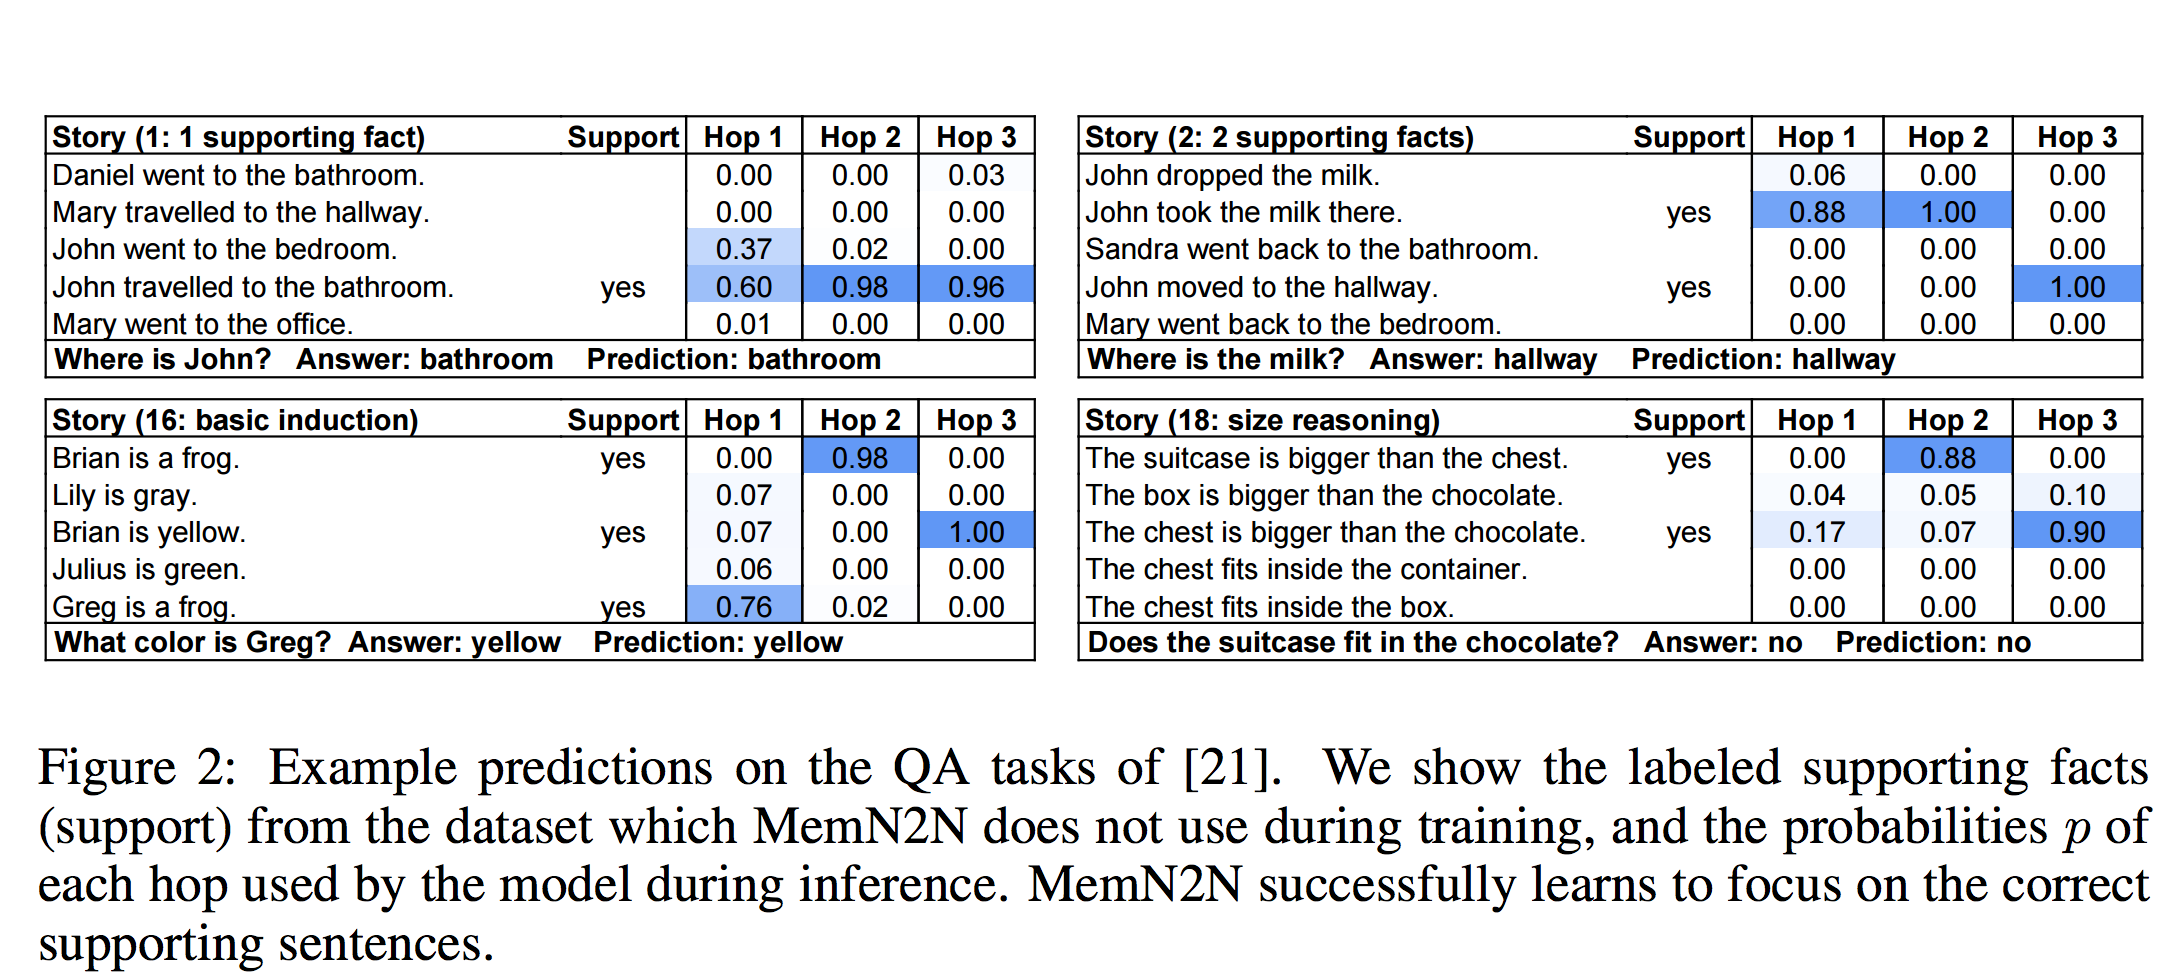 Story (1: 1 supporting fact) Support Hop 1 Hop 2 Hop 3
Daniel went to the bathroom. 0.00 0.00 0.03
Mary travelled to the hallway. 0.00 0.00 0.00
John went to the bedroom. 0.37 0.02 0.00
John travelled to the bathroom. yes 0.60 0.98 0.96
Mary went to the office. 0.01 0.00 0.00
Where is John? Answer: bathroom Prediction: bathroom
Story (2: 2 supporting facts) Support Hop 1 Hop 2 Hop 3
John dropped the milk. 0.06 0.00 0.00
John took the milk there. yes 0.88 1.00 0.00
Sandra went back to the bathroom. 0.00 0.00 0.00
John moved to the hallway. yes 0.00 0.00 1.00
Mary went back to the bedroom. 0.00 0.00 0.00
Where is the milk? Answer: hallway Prediction: hallway
Story (16: basic induction) Support Hop 1 Hop 2 Hop 3
Brian is a frog. yes 0.00 0.98 0.00
Lily is gray. 0.07 0.00 0.00
Brian is yellow. yes 0.07 0.00 1.00
Julius is green. 0.06 0.00 0.00
Greg is a frog. yes 0.76 0.02 0.00
What color is Greg? Answer: yellow Prediction: yellow
Story (18: size reasoning) Support Hop 1 Hop 2 Hop 3
The suitcase is bigger than the chest. yes 0.00 0.88 0.00
The box is bigger than the chocolate. 0.04 0.05 0.10
The chest is bigger than the chocolate. yes 0.17 0.07 0.90
The chest fits inside the container. 0.00 0.00 0.00
The chest fits inside the box. 0.00 0.00 0.00
Does the suitcase fit in the chocolate? Answer: no Prediction: no
Figure 2: Example predictions on the QA tasks of [21]. We show the labeled supporting facts
(support) from the dataset which MemN2N does not use during training, and the probabilities p of
each hop used by the model during inference. MemN2N successfully learns to focus on the correct
supporting sentences.